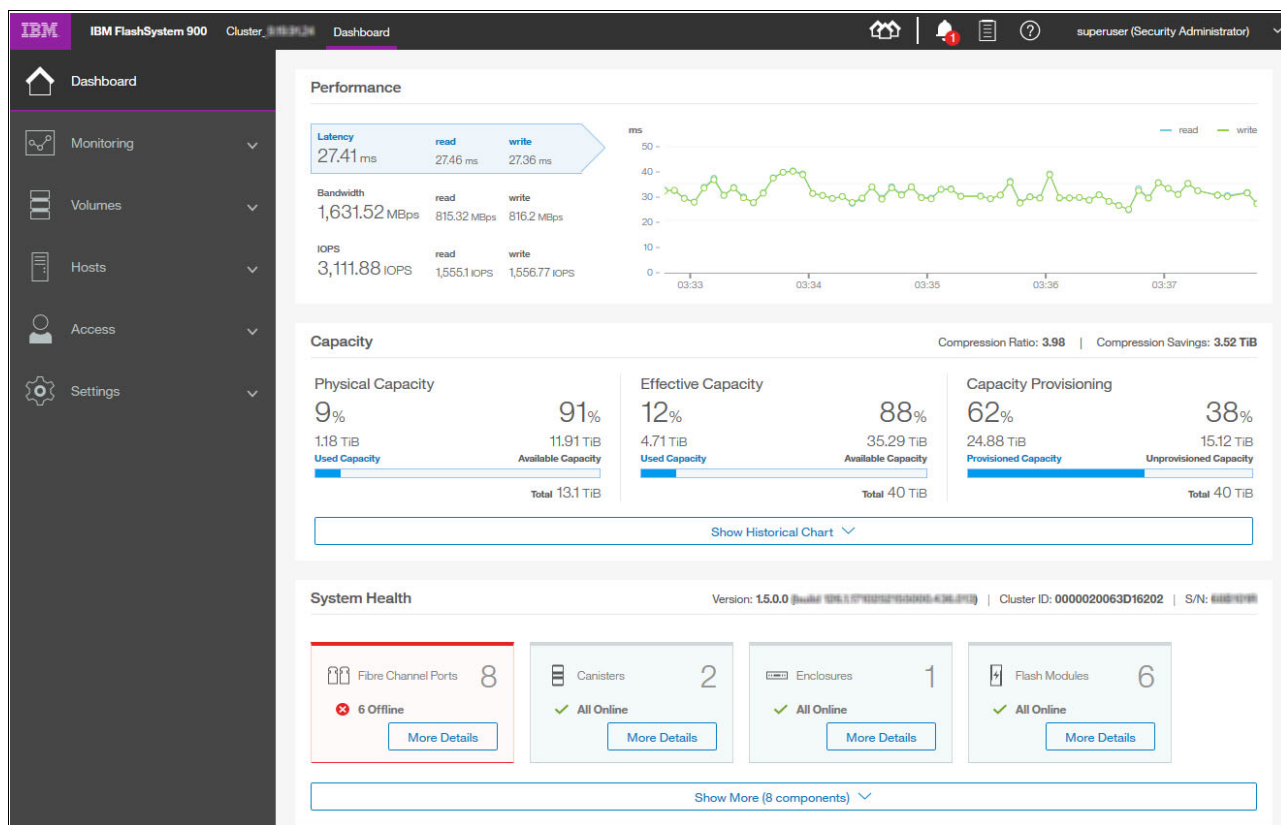 IBM IBM FlashSystem 900 Cluster_ Dashboard 1 ? superuser (Security Administrator)
Dashboard
Monitoring
Volumes
Hosts
Access
Settings
Performance
Latency read write
27.41 ms 27.46 ms 27.36 ms
Bandwidth read write
1,631.52 MBps 815.32 MBps 816.2 MBps
IOPS read write
3,111.88 IOPS 1,555.1 IOPS 1,556.77 IOPS
ms read write
50
40
30
20
10
0
03:33 03:34 03:35 03:36 03:37
Capacity Compression Ratio: 3.98 | Compression Savings: 3.52 TiB
Physical Capacity Effective Capacity Capacity Provisioning
9% 91% 12% 88% 62% 38%
1.18 TiB 11.91 TiB 4.71 TiB 35.29 TiB 24.88 TiB 15.12 TiB
Used Capacity Available Capacity Used Capacity Available Capacity Provisioned Capacity Unprovisioned Capacity
Total 13.1 TiB Total 40 TiB Total 40 TiB
Show Historical Chart
System Health Version: 1.5.0.0 | Cluster ID: 0000020063D16202 | S/N:
Fibre Channel Ports 8 Canisters 2 Enclosures 1 Flash Modules 6
6 Offline All Online All Online All Online
More Details More Details More Details More Details
Show More (8 components)